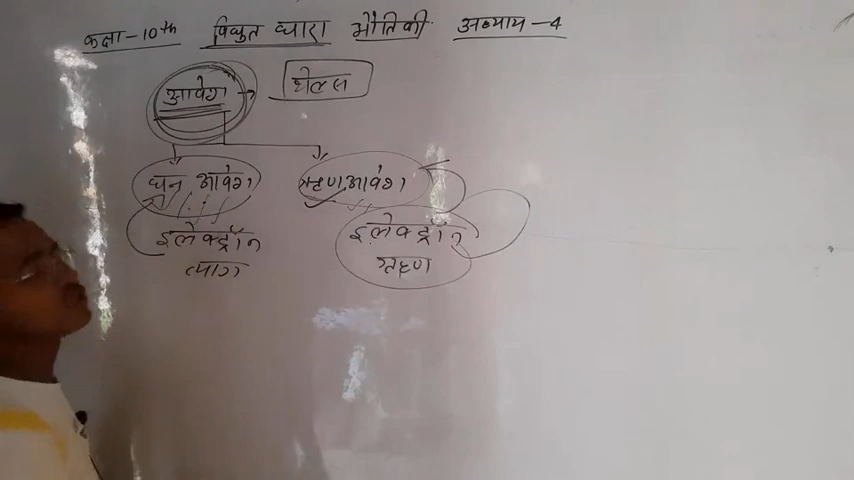 कक्षा-10th विधुत धारा भौतिकी अध्याय-4
आवेश → थेल्स
धन आवेश ऋण आवेश
इलेक्ट्रॉन इलेक्ट्रॉन
त्याग ग्रहण